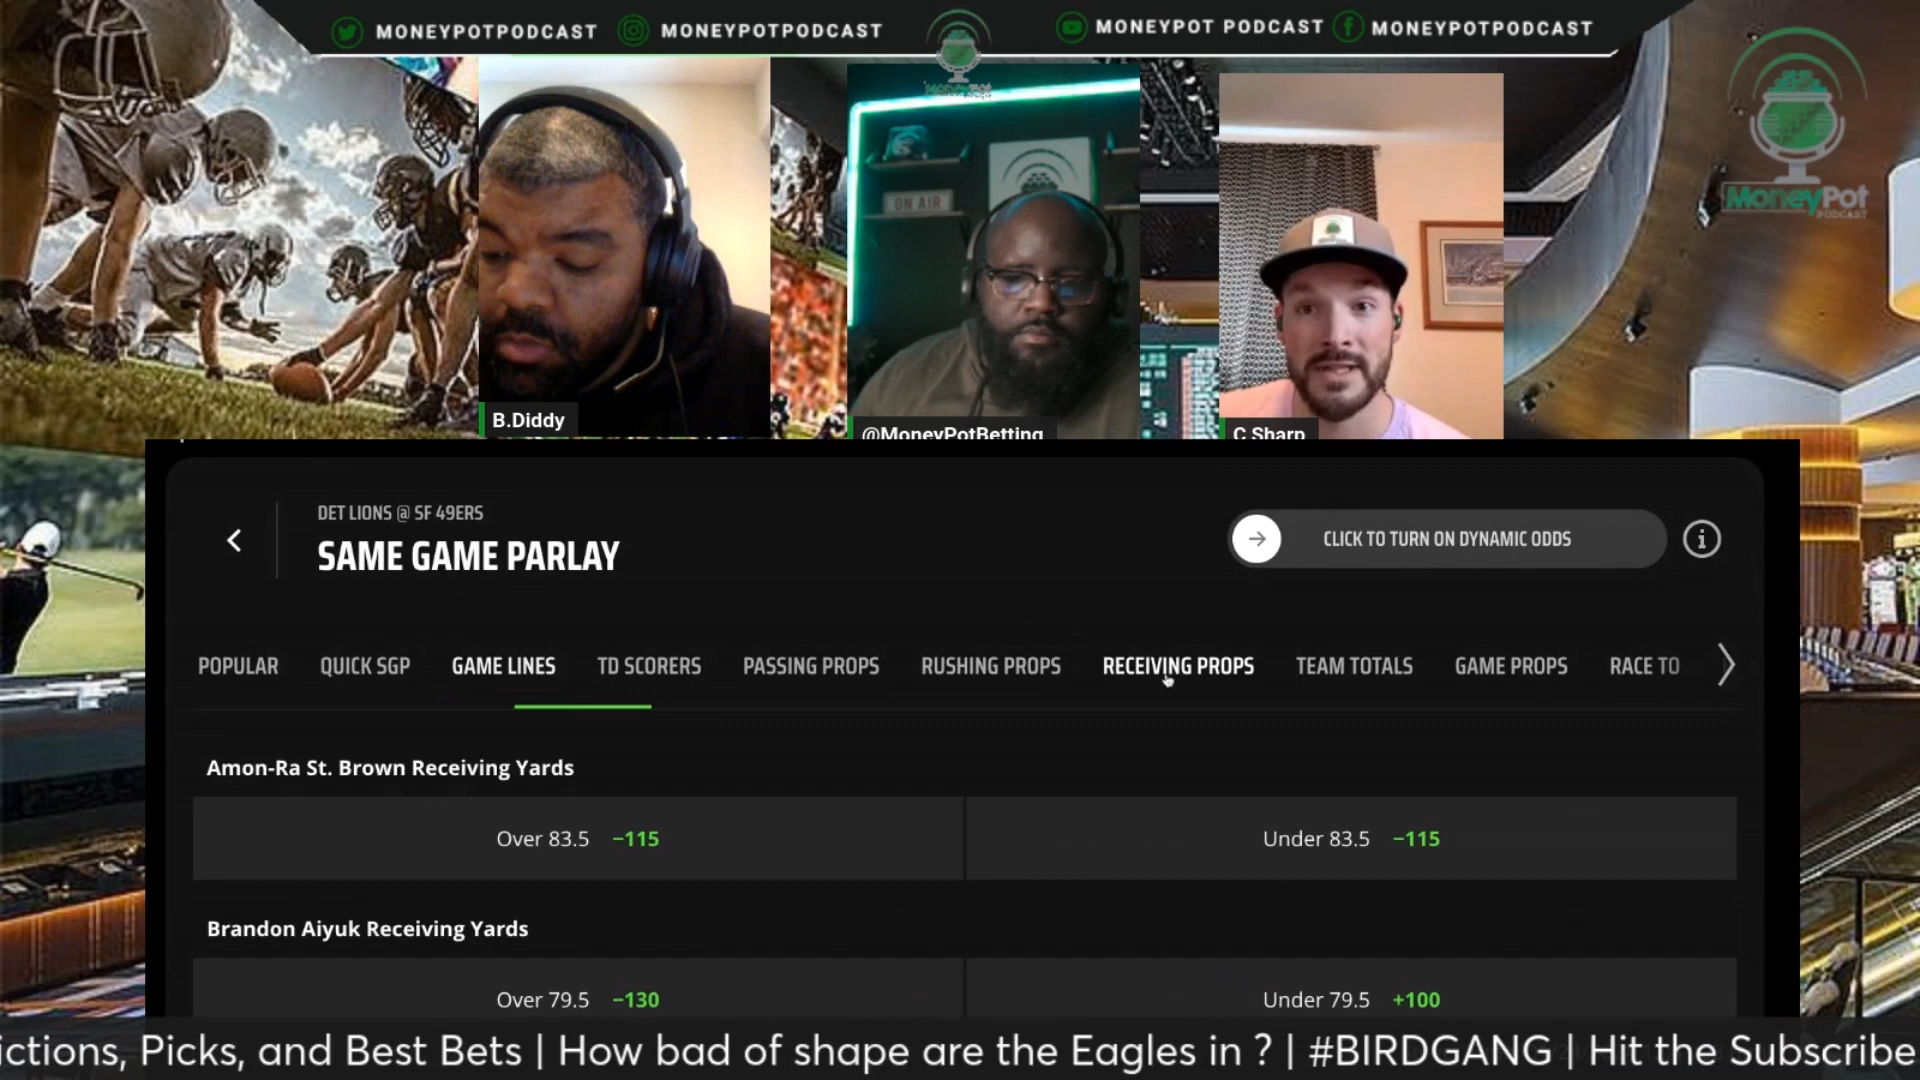 MONEYPOTPODCAST
MONEYPOTPODCAST
MONEYPOT PODCAST
MONEYPOTPODCAST
MoneyPot
PODCAST
ON AIR
B.Diddy
@MoneyPotBetting
C Sharp
DET LIONS @ SF 49ERS
SAME GAME PARLAY
CLICK TO TURN ON DYNAMIC ODDS
POPULAR QUICK SGP GAME LINES TD SCORERS PASSING PROPS RUSHING PROPS RECEIVING PROPS TEAM TOTALS GAME PROPS RACE TO
Amon-Ra St. Brown Receiving Yards
Over 83.5 −115 Under 83.5 −115
Brandon Aiyuk Receiving Yards
Over 79.5 −130 Under 79.5 +100
ictions, Picks, and Best Bets | How bad of shape are the Eagles in ? | #BIRDGANG | Hit the Subscribe